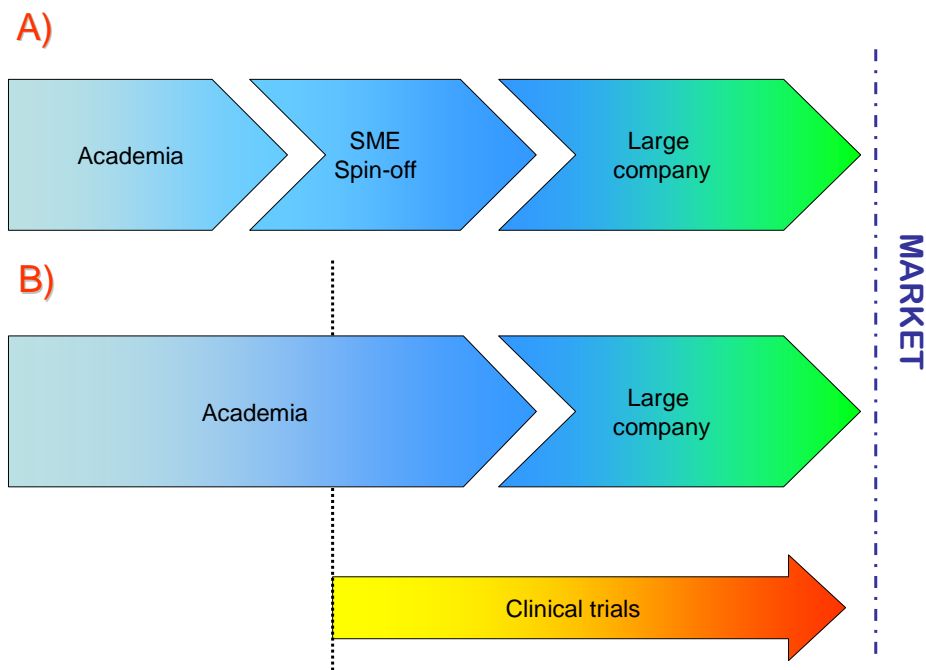 A)
Academia
SME
Spin-off
Large
company
MARKET
B)
Academia
Large
company
Clinical trials